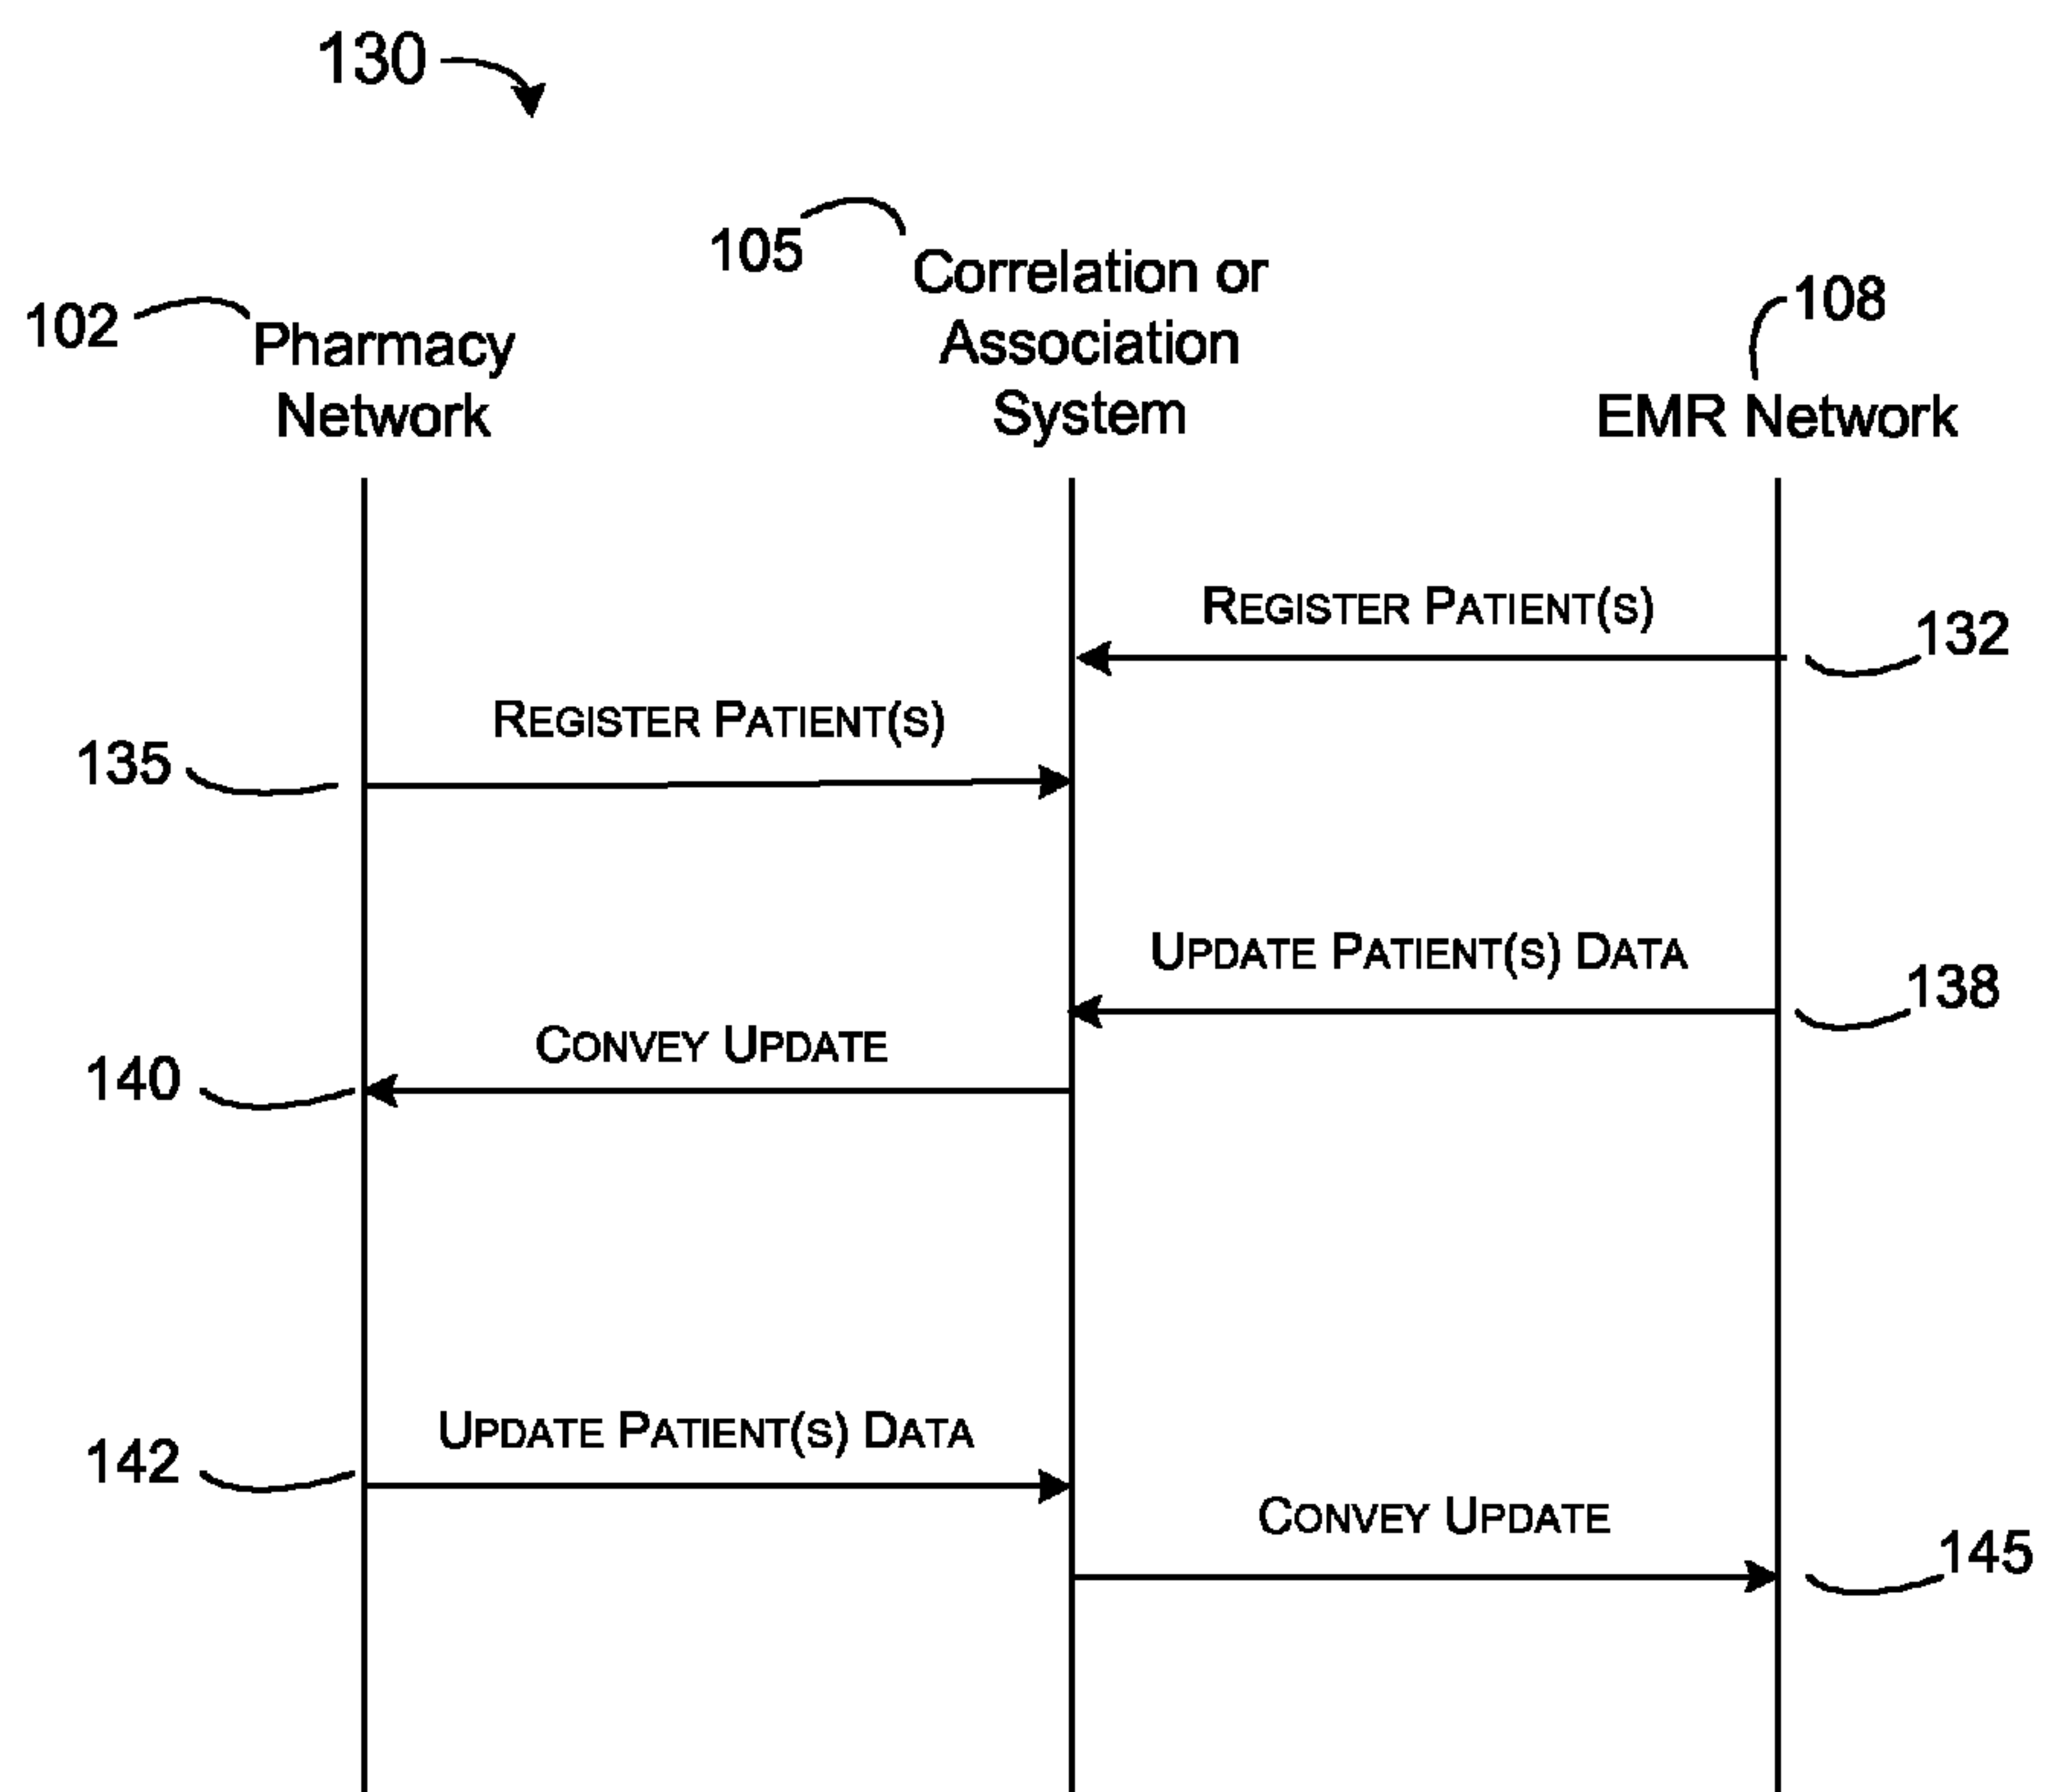 130
105
Correlation or
Association
System
102
Pharmacy
Network
108
EMR Network
REGISTER PATIENT(S)
132
REGISTER PATIENT(S)
135
UPDATE PATIENT(S) DATA
138
CONVEY UPDATE
140
UPDATE PATIENT(S) DATA
142
CONVEY UPDATE
145